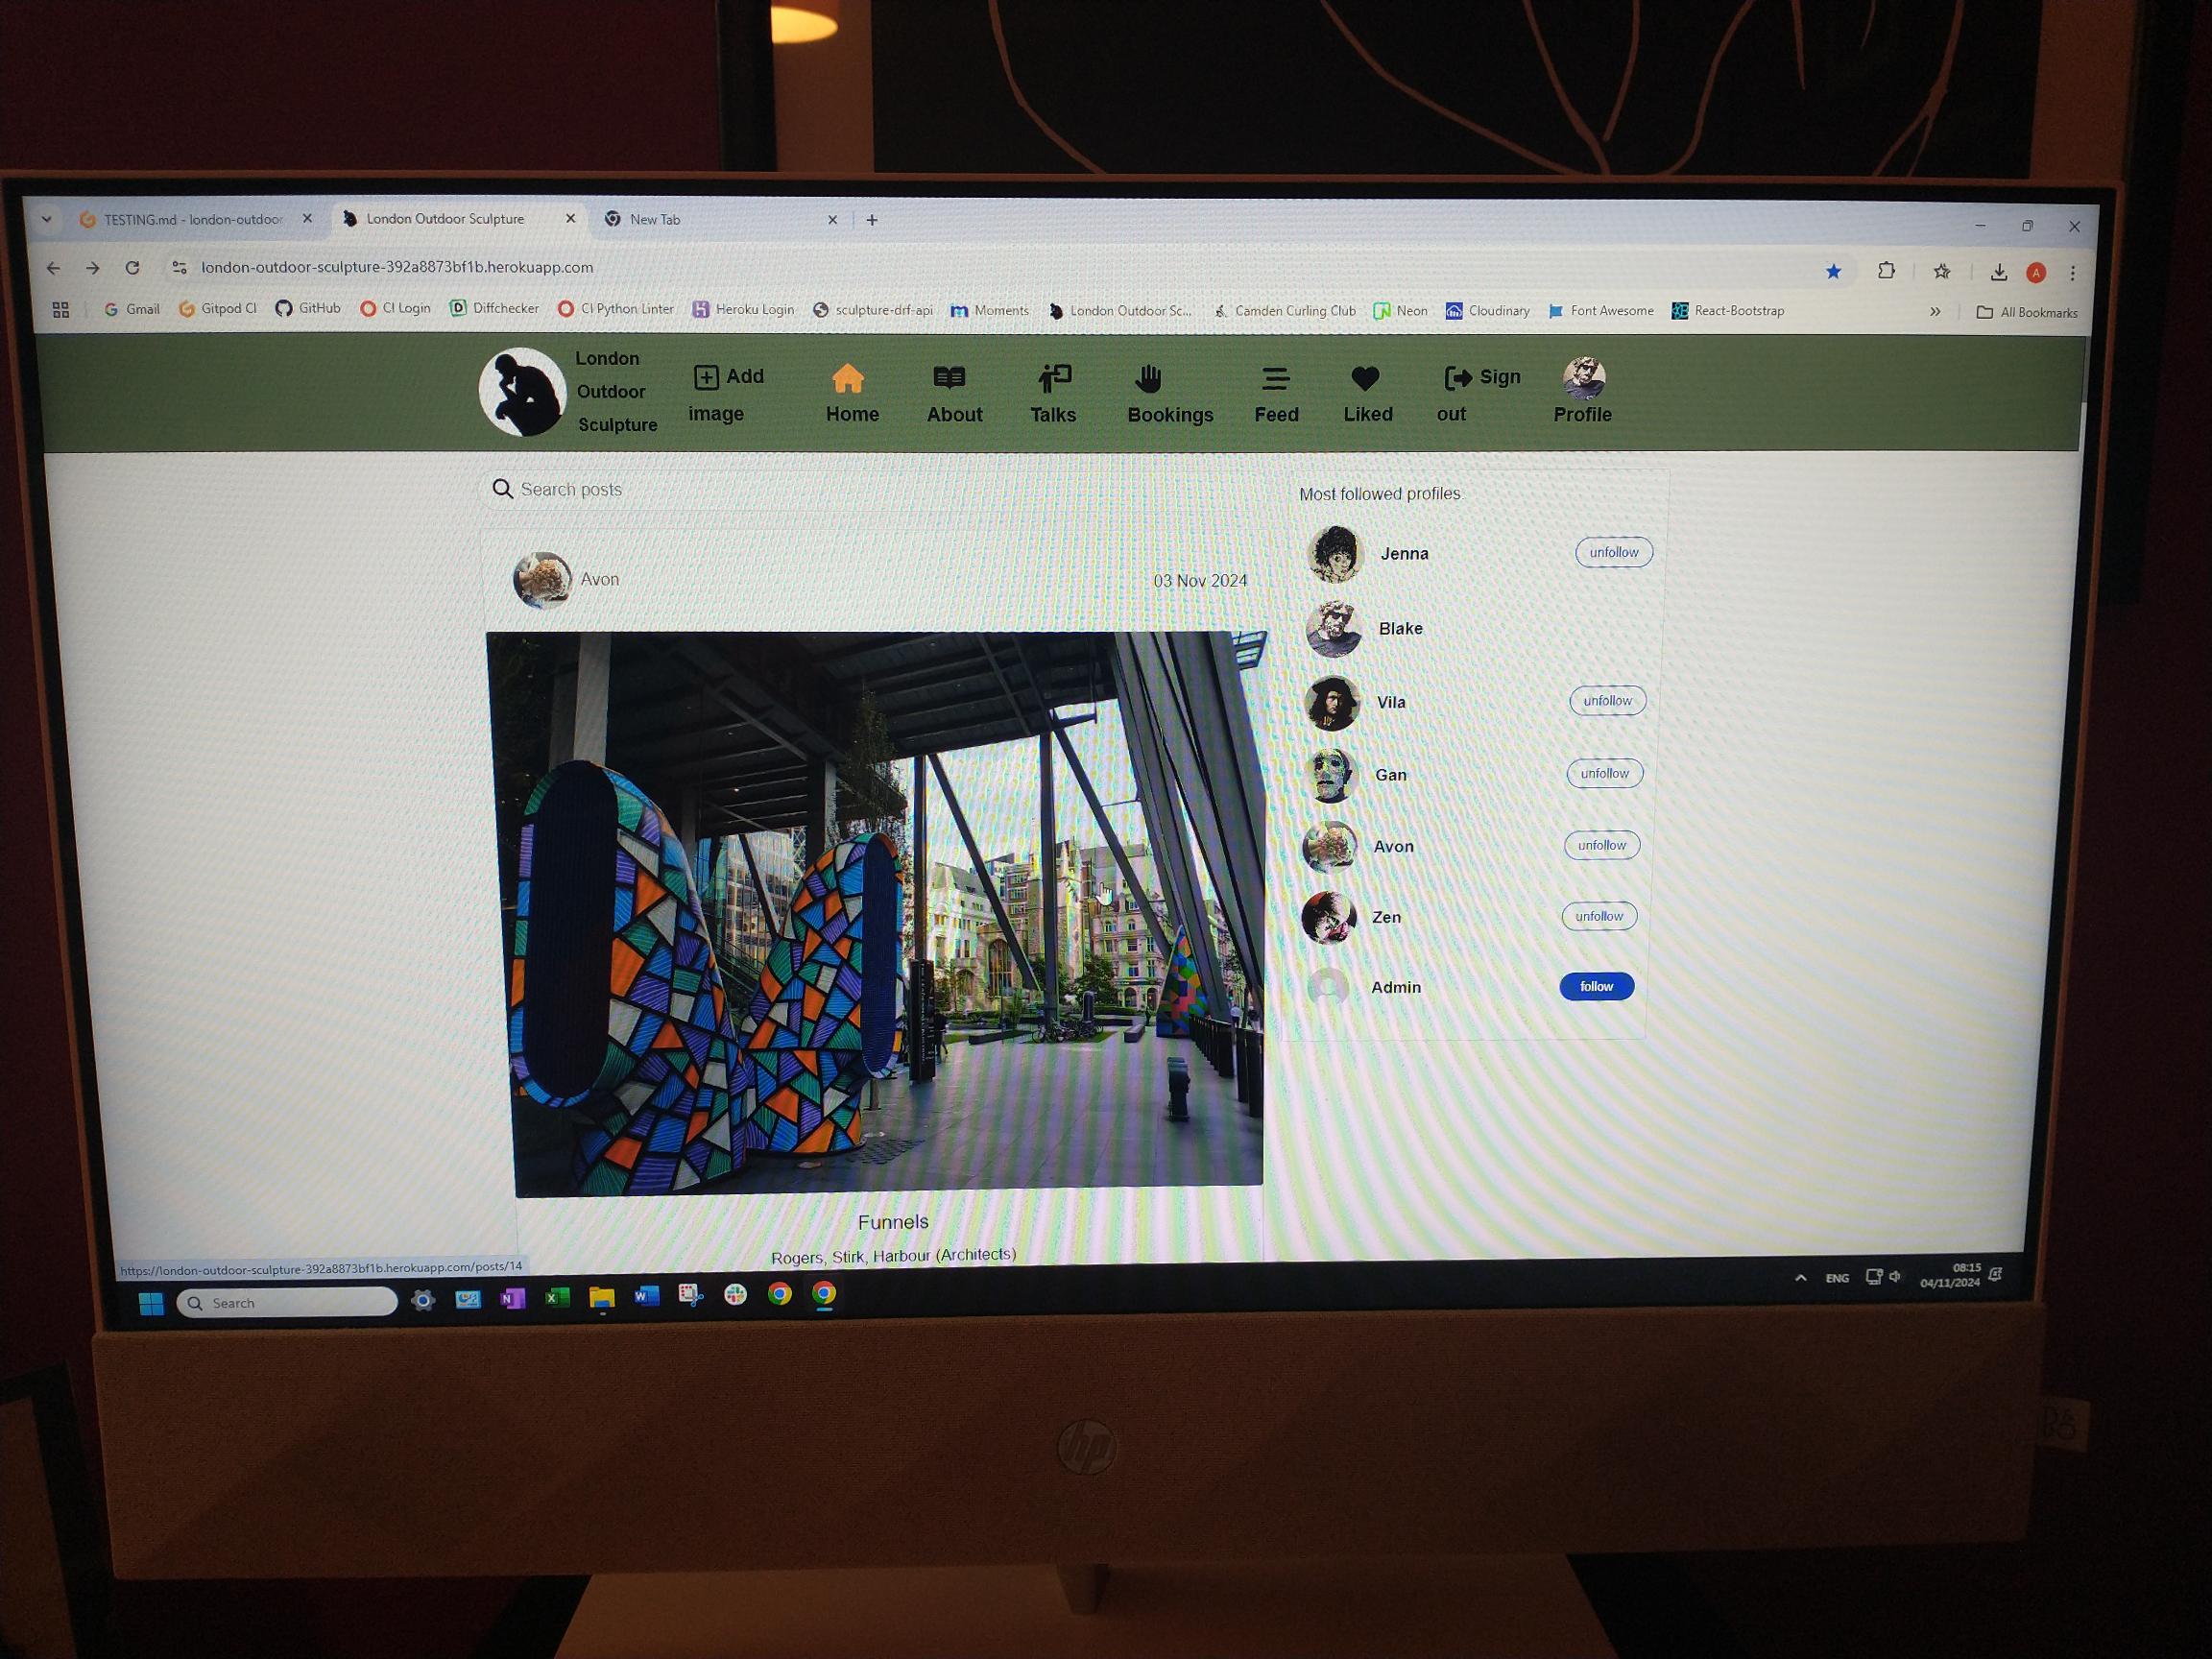 TESTING.md - london-outdoor
London Outdoor Sculpture
New Tab
london-outdoor-sculpture-392a8873bf1b.herokuapp.com
A
Gmail
Gitpod CI
GitHub
CI Login
Diffchecker
CI Python Linter
Heroku Login
sculpture-drf-api
Moments
London Outdoor Sc...
Camden Curling Club
Neon
Cloudinary
Font Awesome
React-Bootstrap
All Bookmarks
London
Outdoor
Sculpture
Add
image
Home
About
Talks
Bookings
Feed
Liked
Sign
out
Profile
Search posts
Avon
03 Nov 2024
Most followed profiles
Jenna
unfollow
Blake
Vila
unfollow
Gan
unfollow
Avon
unfollow
Zen
unfollow
Admin
follow
Funnels
Rogers, Stirk, Harbour (Architects)
https://london-outdoor-sculpture-392a8873bf1b.herokuapp.com/posts/14
Search
ENG
08:15
04/11/2024
hp